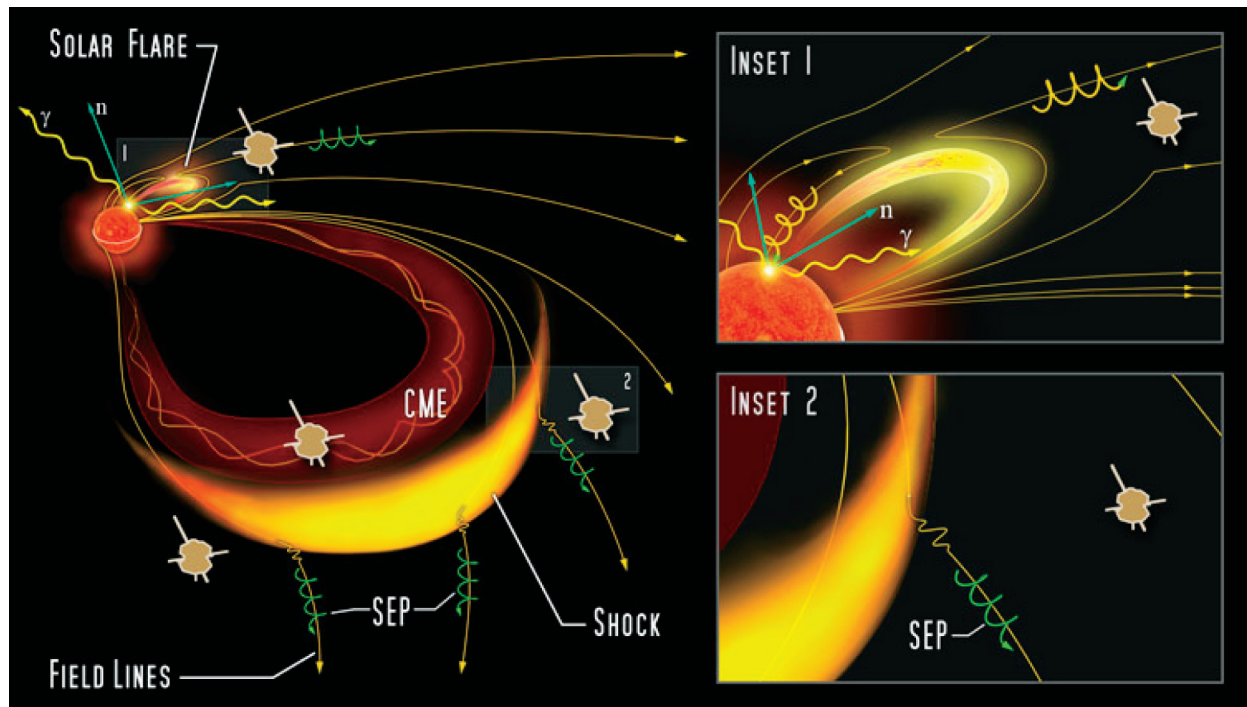 SOLAR FLARE
γ
n
1
CME
2
SEP
SHOCK
FIELD LINES
INSET 1
n
γ
INSET 2
SEP